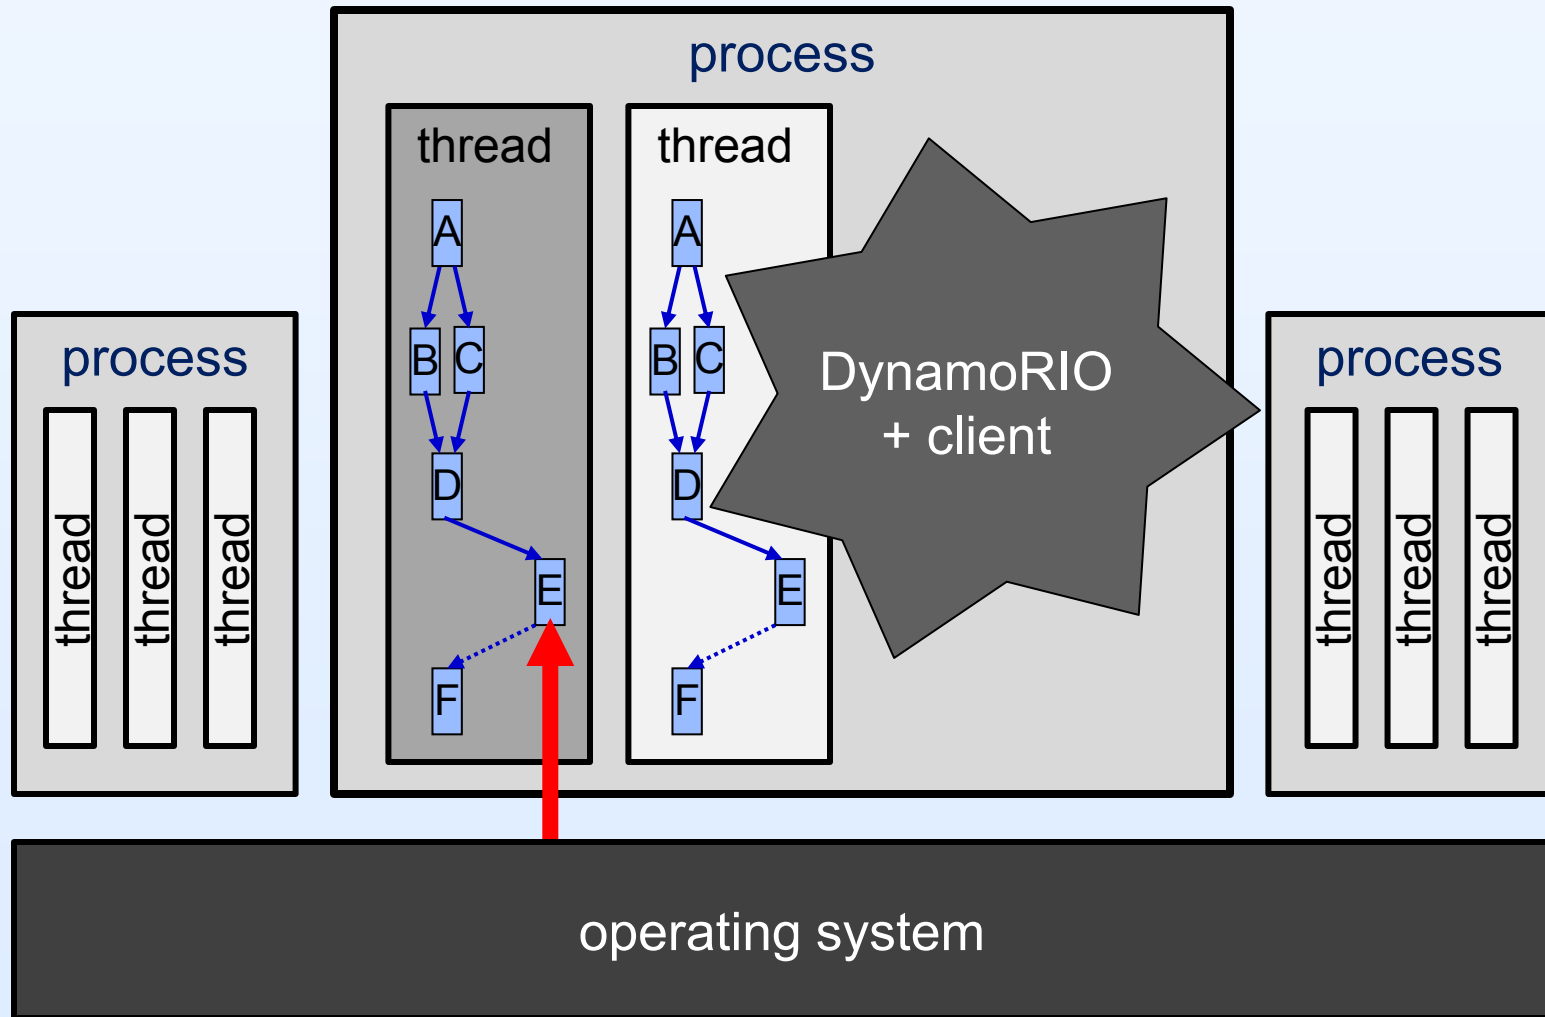 process
thread
thread
A
B
C
D
E
F
A
B
C
D
E
F
DynamoRIO
+ client
process
thread
thread
thread
process
thread
thread
thread
operating system